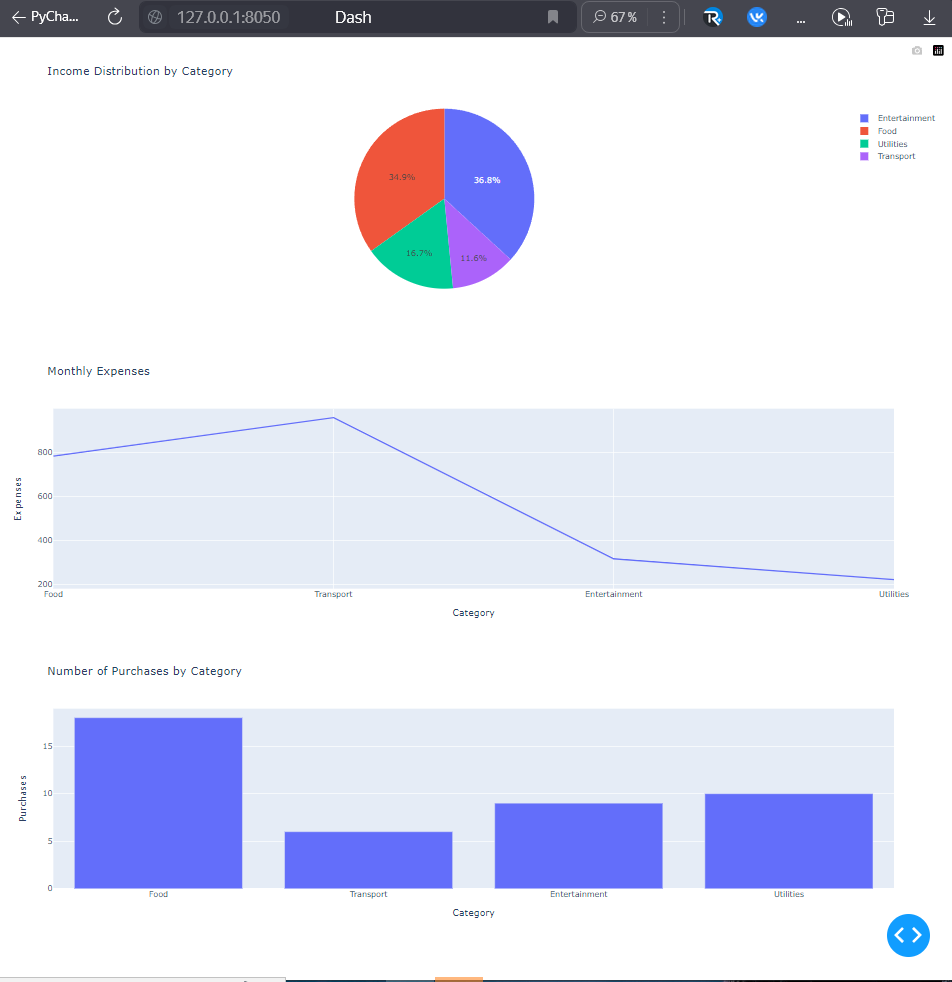 PyCha... 127.0.0.1:8050 Dash 67% ...
Income Distribution by Category
Entertainment
Food
Utilities
Transport
34.9%
36.8%
16.7%
11.6%
Monthly Expenses
Expenses
800
600
400
200
Food Transport Entertainment Utilities
Category
Number of Purchases by Category
Purchases
15
10
5
0
Food Transport Entertainment Utilities
Category